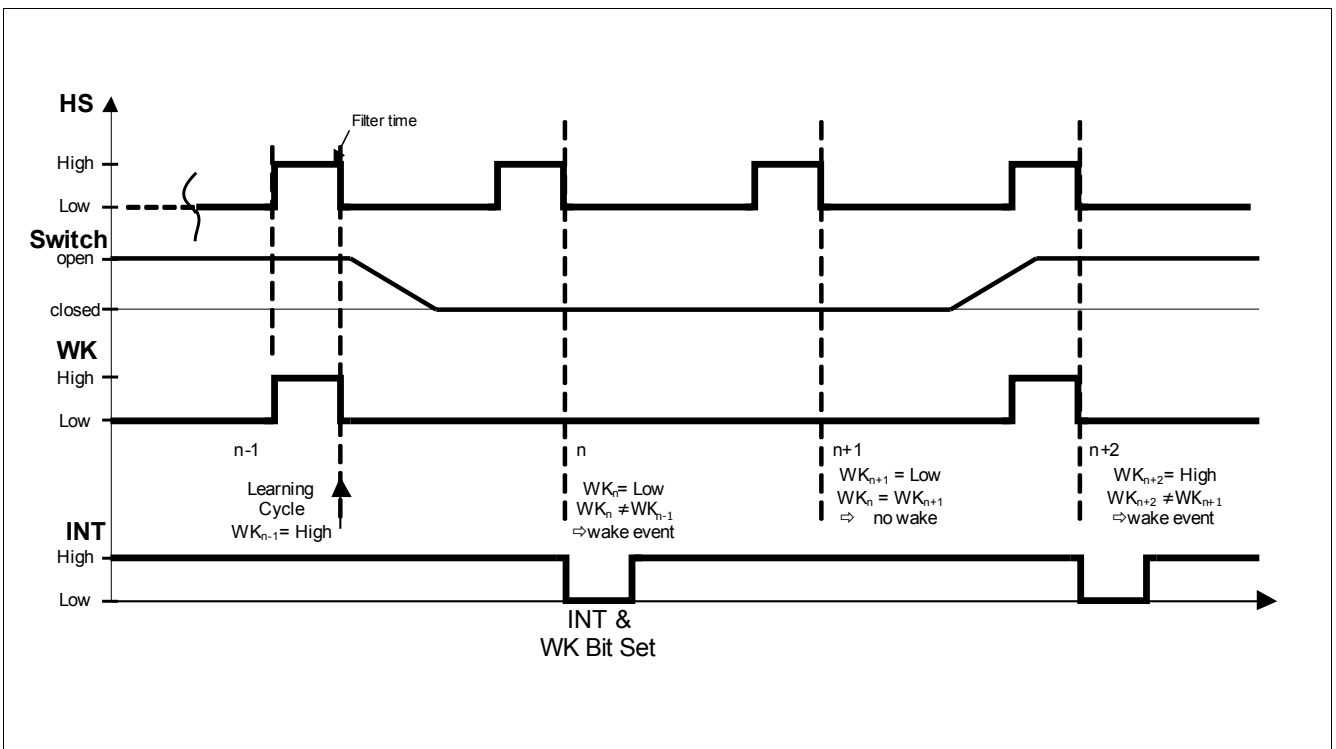 HS
Filter time
High
Low
Switch
open
closed
WK
High
Low
n-1
n
n+1
n+2
Learning
Cycle
WKn-1= High
WKn= Low
WKn ≠WKn-1
⇨wake event
WKn+1 = Low
WKn = WKn+1
⇨ no wake
WKn+2= High
WKn+2 ≠WKn+1
⇨wake event
INT
High
Low
INT &
WK Bit Set